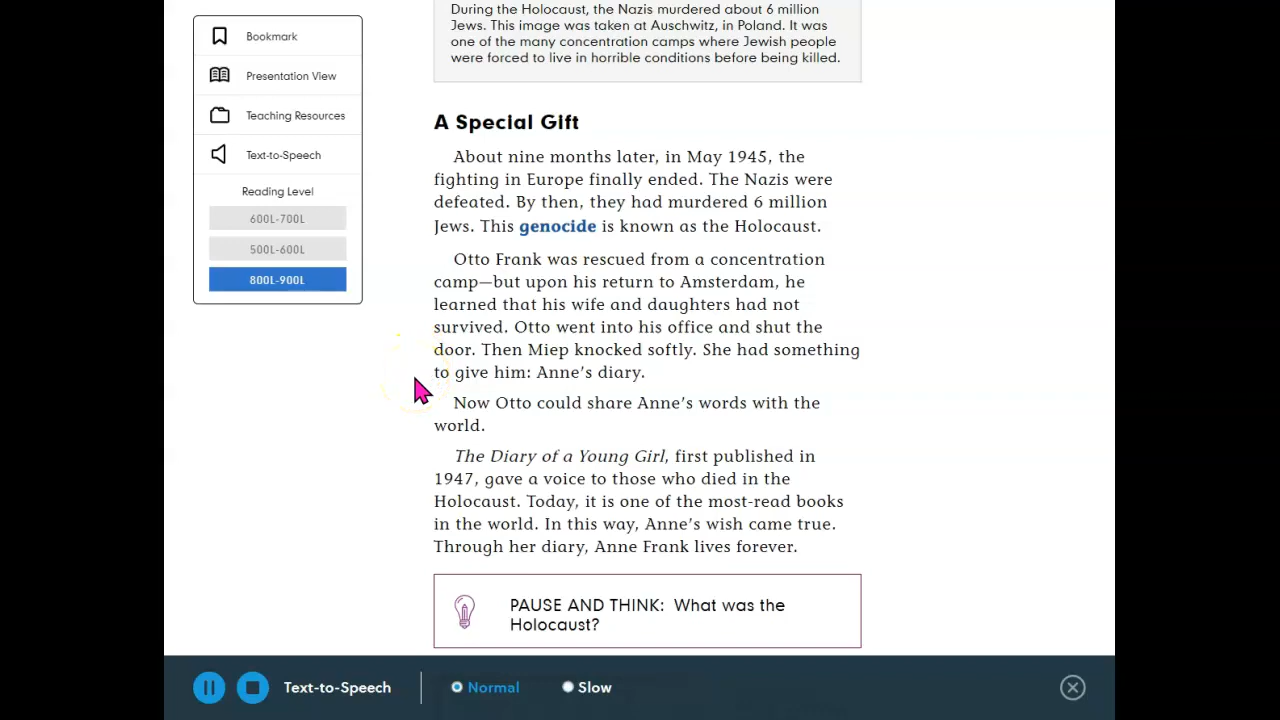 Bookmark
Presentation View
Teaching Resources
Text-to-Speech
Reading Level
600L-700L
500L-600L
800L-900L
During the Holocaust, the Nazis murdered about 6 million
Jews. This image was taken at Auschwitz, in Poland. It was
one of the many concentration camps where Jewish people
were forced to live in horrible conditions before being killed.
A Special Gift
About nine months later, in May 1945, the
fighting in Europe finally ended. The Nazis were
defeated. By then, they had murdered 6 million
Jews. This genocide is known as the Holocaust.
Otto Frank was rescued from a concentration
camp—but upon his return to Amsterdam, he
learned that his wife and daughters had not
survived. Otto went into his office and shut the
door. Then Miep knocked softly. She had something
to give him: Anne’s diary.
Now Otto could share Anne’s words with the
world.
The Diary of a Young Girl, first published in
1947, gave a voice to those who died in the
Holocaust. Today, it is one of the most-read books
in the world. In this way, Anne’s wish came true.
Through her diary, Anne Frank lives forever.
PAUSE AND THINK: What was the
Holocaust?
Text-to-Speech
Normal
Slow